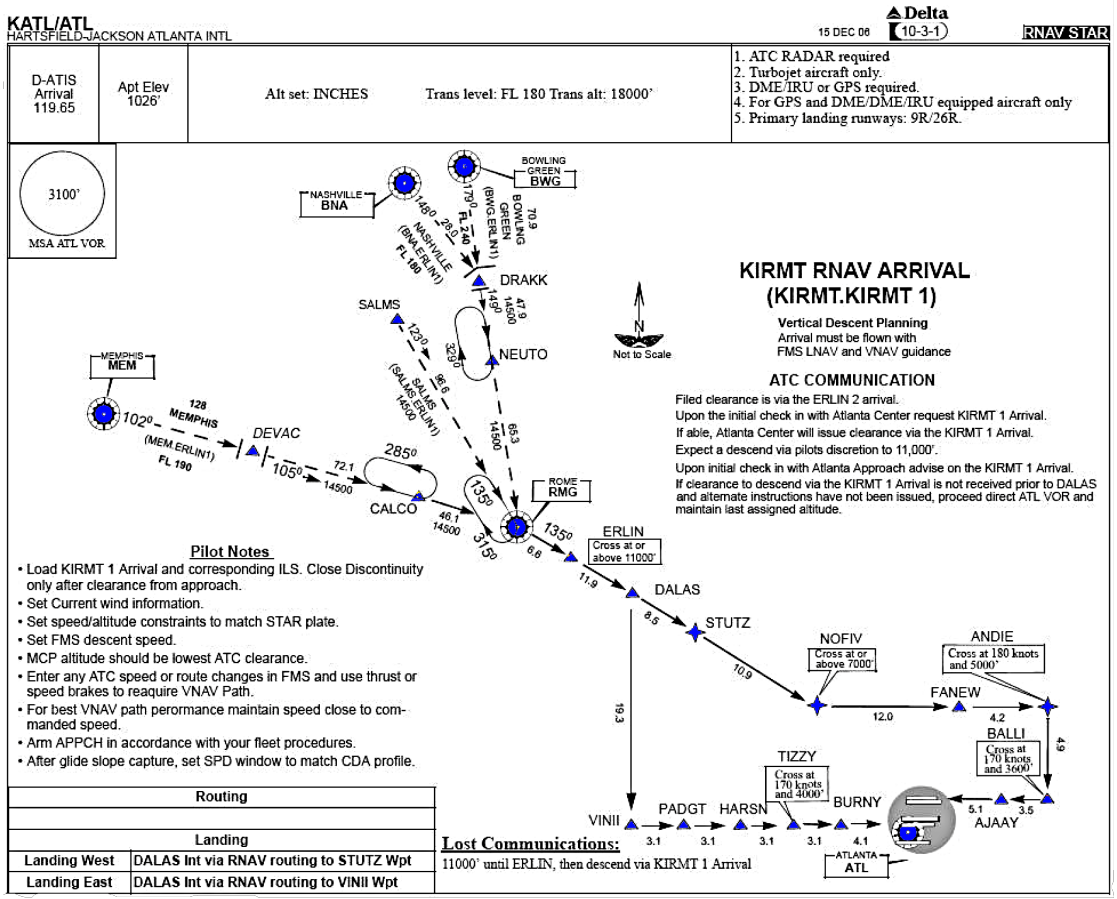 KATL/ATL
HARTSFIELD-JACKSON ATLANTA INTL
15 DEC 06
Delta
10-3-1
RNAV STAR
D-ATIS
Arrival
119.65
Apt Elev
1026'
Alt set: INCHES
Trans level: FL 180 Trans alt: 18000'
1. ATC RADAR required
2. Turbojet aircraft only.
3. DME/IRU or GPS required.
4. For GPS and DME/DME/IRU equipped aircraft only
5. Primary landing runways: 9R/26R.
3100'
MSA ATL VOR
NASHVILLE
BNA
BOWLING
GREEN
BWG
148⁰
28.0
NASHVILLE
(BNA.ERLIN1)
FL 180
179⁰
FL 240
70.9
BOWLING
GREEN
(BWG.ERLIN1)
DRAKK
149⁰
47.9
14500
329⁰
NEUTO
65.3
14500
SALMS
123⁰
96.6
SALMS
(SALMS.ERLIN1)
14500
MEMPHIS
MEM
102⁰
128
MEMPHIS
(MEM.ERLIN1)
FL 190
DEVAC
105⁰
72.1
14500
285⁰
CALCO
46.1
14500
135⁰
315⁰
ROME
RMG
135⁰
6.6
ERLIN
Cross at or
above 11000'
11.9
DALAS
8.5
STUTZ
10.9
NOFIV
Cross at or
above 7000'
12.0
FANEW
4.2
ANDIE
Cross at 180 knots
and 5000'
4.9
BALLI
Cross at
170 knots
and 3600'
3.5
AJAAY
5.1
19.3
VINII
3.1
PADGT
3.1
HARSN
3.1
TIZZY
Cross at
170 knots
and 4000'
3.1
BURNY
4.1
ATLANTA
ATL
N
Not to Scale
KIRMT RNAV ARRIVAL
(KIRMT.KIRMT 1)
Vertical Descent Planning
Arrival must be flown with
FMS LNAV and VNAV guidance
ATC COMMUNICATION
Filed clearance is via the ERLIN 2 arrival.
Upon the initial check in with Atlanta Center request KIRMT 1 Arrival.
If able, Atlanta Center will issue clearance via the KIRMT 1 Arrival.
Expect a descend via pilots discretion to 11,000'.
Upon initial check in with Atlanta Approach advise on the KIRMT 1 Arrival.
If clearance to descend via the KIRMT 1 Arrival is not received prior to DALAS
and alternate instructions have not been issued, proceed direct ATL VOR and
maintain last assigned altitude.
Pilot Notes
• Load KIRMT 1 Arrival and corresponding ILS. Close Discontinuity
only after clearance from approach.
• Set Current wind information.
• Set speed/altitude constraints to match STAR plate.
• Set FMS descent speed.
• MCP altitude should be lowest ATC clearance.
• Enter any ATC speed or route changes in FMS and use thrust or
speed brakes to reaquire VNAV Path.
• For best VNAV path perormance maintain speed close to com-
manded speed.
• Arm APPCH in accordance with your fleet procedures.
• After glide slope capture, set SPD window to match CDA profile.
Routing
Landing
Landing West DALAS Int via RNAV routing to STUTZ Wpt
Landing East DALAS Int via RNAV routing to VINII Wpt
Lost Communications:
11000' until ERLIN, then descend via KIRMT 1 Arrival